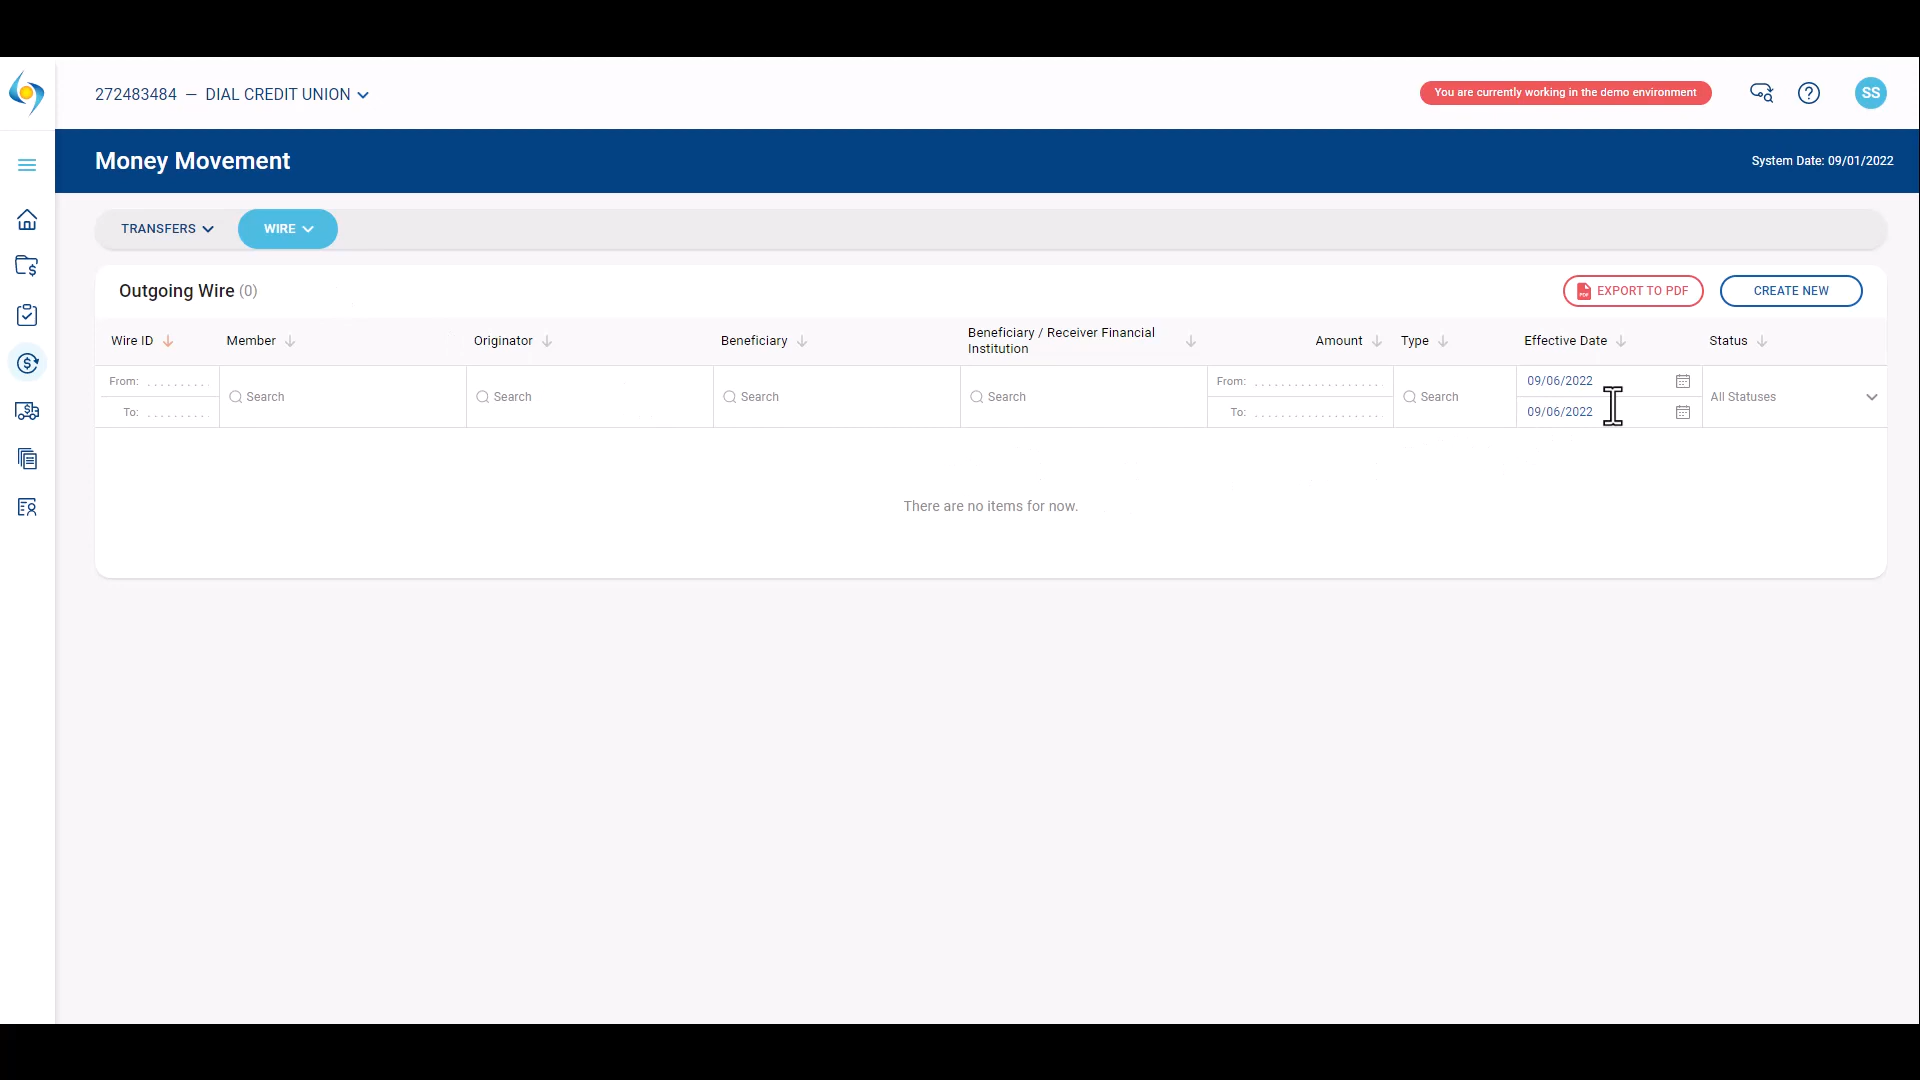 272483484 — DIAL CREDIT UNION
You are currently working in the demo environment
SS
Money Movement
System Date: 09/01/2022
TRANSFERS
WIRE
Outgoing Wire (0)
EXPORT TO PDF
CREATE NEW
Wire ID
Member
Originator
Beneficiary
Beneficiary / Receiver Financial
Institution
Amount
Type
Effective Date
Status
From:
To:
Search
Search
Search
Search
From:
To:
Search
09/06/2022
09/06/2022
All Statuses
There are no items for now.